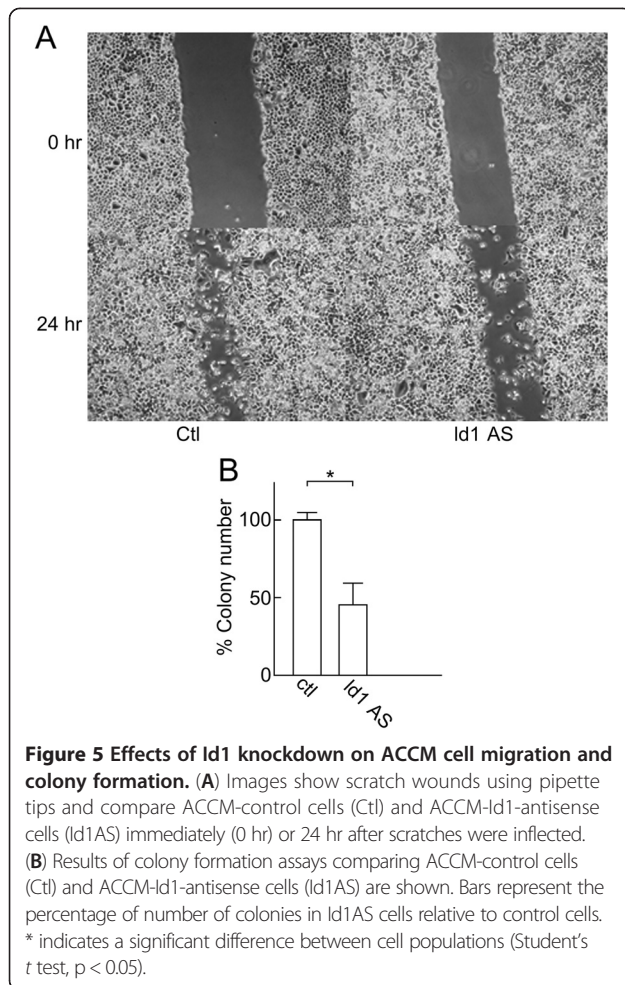 A
0 hr
24 hr
Ctl
Id1 AS
B
*
% Colony number
100
50
0
ctl
Id1 AS
Figure 5 Effects of Id1 knockdown on ACCM cell migration and
colony formation. (A) Images show scratch wounds using pipette
tips and compare ACCM-control cells (Ctl) and ACCM-Id1-antisense
cells (Id1AS) immediately (0 hr) or 24 hr after scratches were inflected.
(B) Results of colony formation assays comparing ACCM-control cells
(Ctl) and ACCM-Id1-antisense cells (Id1AS) are shown. Bars represent the
percentage of number of colonies in Id1AS cells relative to control cells.
* indicates a significant difference between cell populations (Student's
t test, p < 0.05).